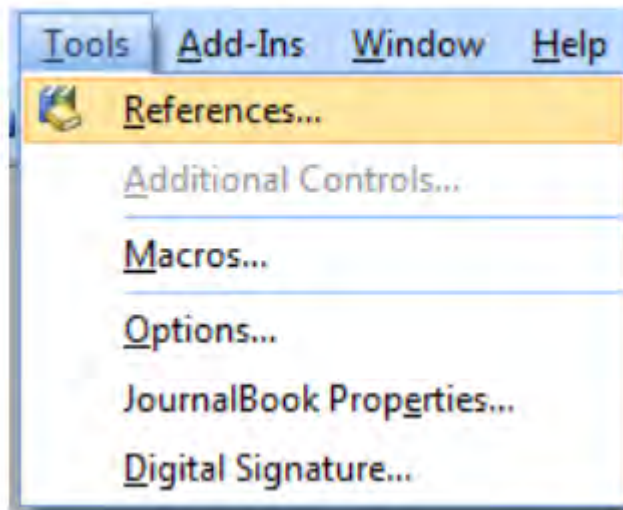 Tools Add-Ins Window Help
References...
Additional Controls...
Macros...
Options...
JournalBook Properties...
Digital Signature...